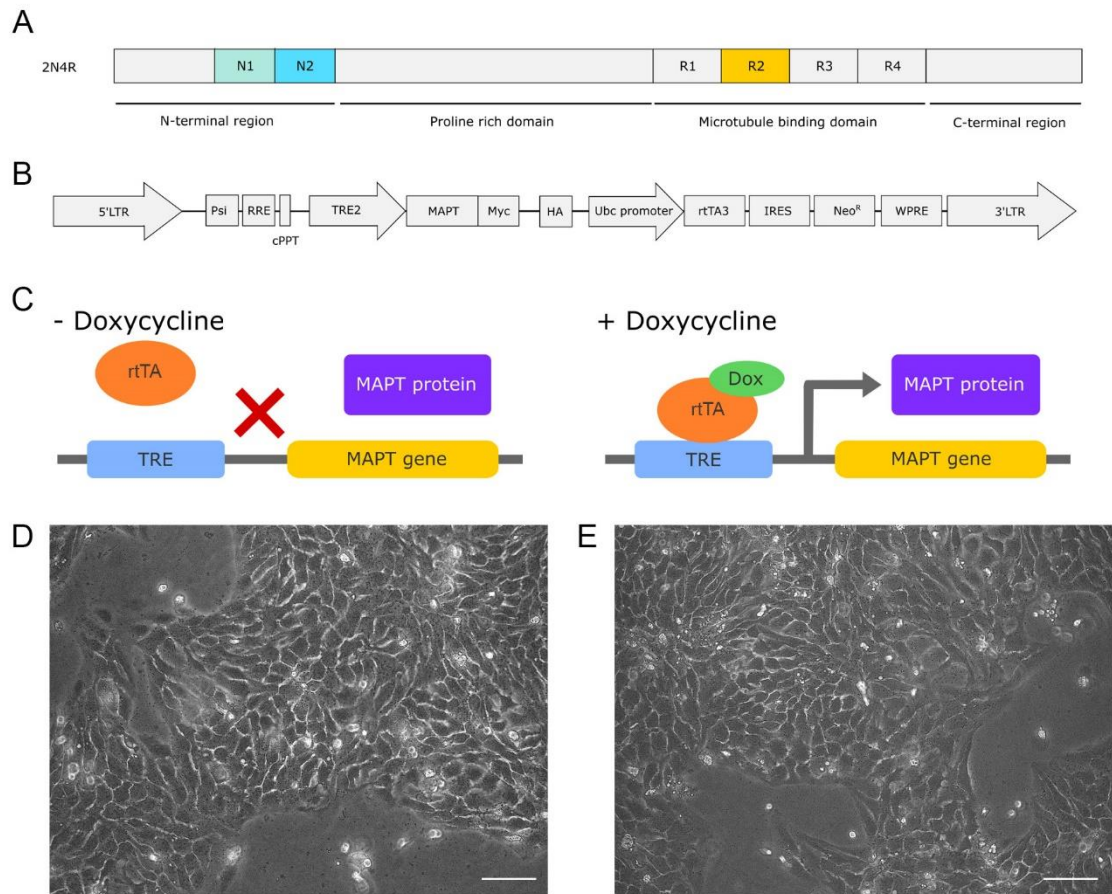 A
2N4R
N1 N2 R1 R2 R3 R4
N-terminal region Proline rich domain Microtubule binding domain C-terminal region
B
5'LTR Psi RRE TRE2 MAPT Myc HA Ubc promoter rtTA3 IRES Neoᴿ WPRE 3'LTR
cPPT
C
- Doxycycline + Doxycycline
rtTA MAPT protein Dox rtTA MAPT protein
TRE MAPT gene TRE MAPT gene
D E